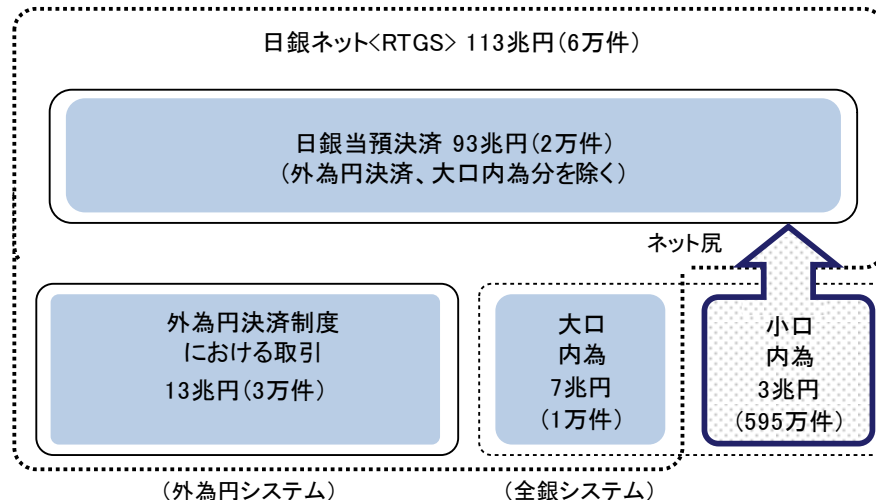 日銀ネット<RTGS> 113兆円(6万件)
日銀当預決済 93兆円(2万件)
(外為円決済、大口内為分を除く)
ネット尻
外為円決済制度
における取引
13兆円(3万件)
大口
内為
7兆円
(1万件)
小口
内為
3兆円
(595万件)
(外為円システム)
(全銀システム)